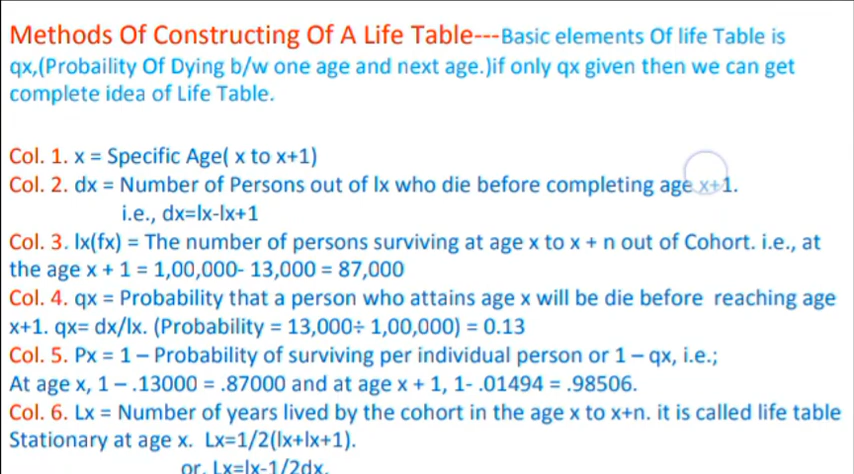 Methods Of Constructing Of A Life Table---Basic elements Of life Table is
qx,(Probaility Of Dying b/w one age and next age.)if only qx given then we can get
complete idea of Life Table.
Col. 1. x = Specific Age( x to x+1)
Col. 2. dx = Number of Persons out of lx who die before completing age x+1.
i.e., dx=lx-lx+1
Col. 3. lx(fx) = The number of persons surviving at age x to x + n out of Cohort. i.e., at
the age x + 1 = 1,00,000- 13,000 = 87,000
Col. 4. qx = Probability that a person who attains age x will be die before reaching age
x+1. qx= dx/lx. (Probability = 13,000÷ 1,00,000) = 0.13
Col. 5. Px = 1 – Probability of surviving per individual person or 1 – qx, i.e.;
At age x, 1 – .13000 = .87000 and at age x + 1, 1- .01494 = .98506.
Col. 6. Lx = Number of years lived by the cohort in the age x to x+n. it is called life table
Stationary at age x. Lx=1/2(lx+lx+1).
or, Lx=lx-1/2dx.